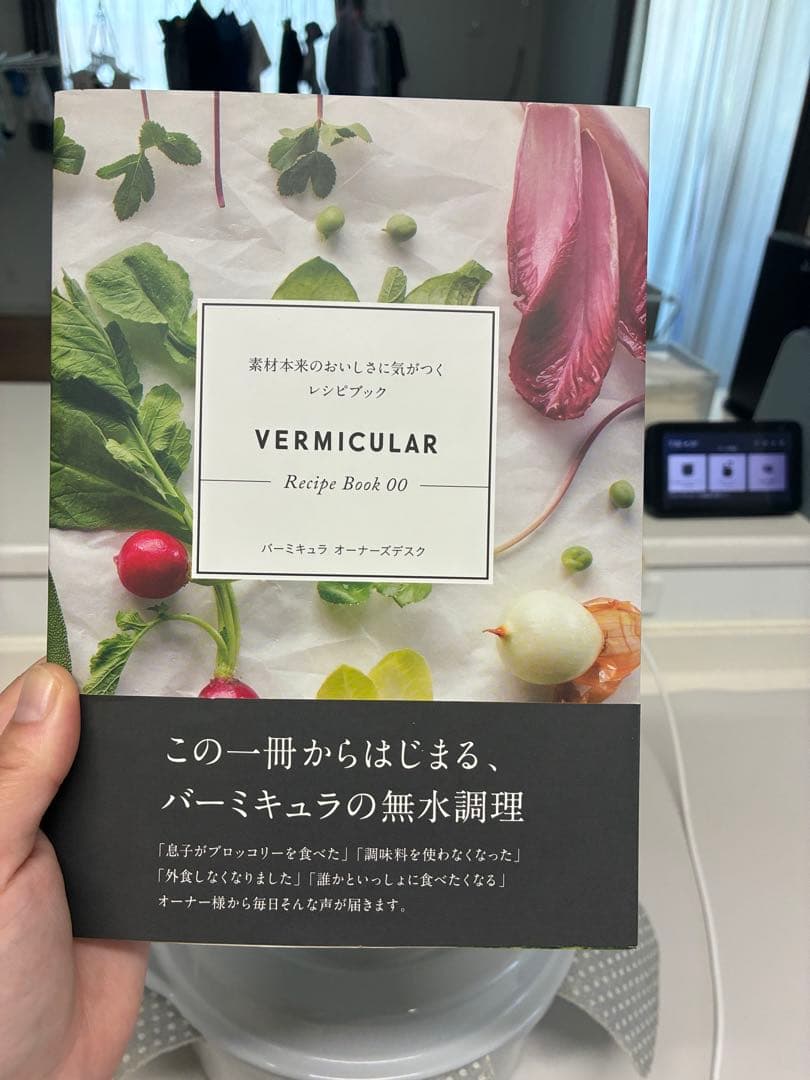 素材本来のおいしさに気がつく
レシピブック
VERMICULAR
Recipe Book 00
バーミキュラ オーナーズデスク
この一冊からはじまる、
バーミキュラの無水調理
「息子がブロッコリーを食べた」「調味料を使わなくなった」
「外食しなくなりました」「誰かといっしょに食べたくなる」
オーナー様から毎日そんな声が届きます。